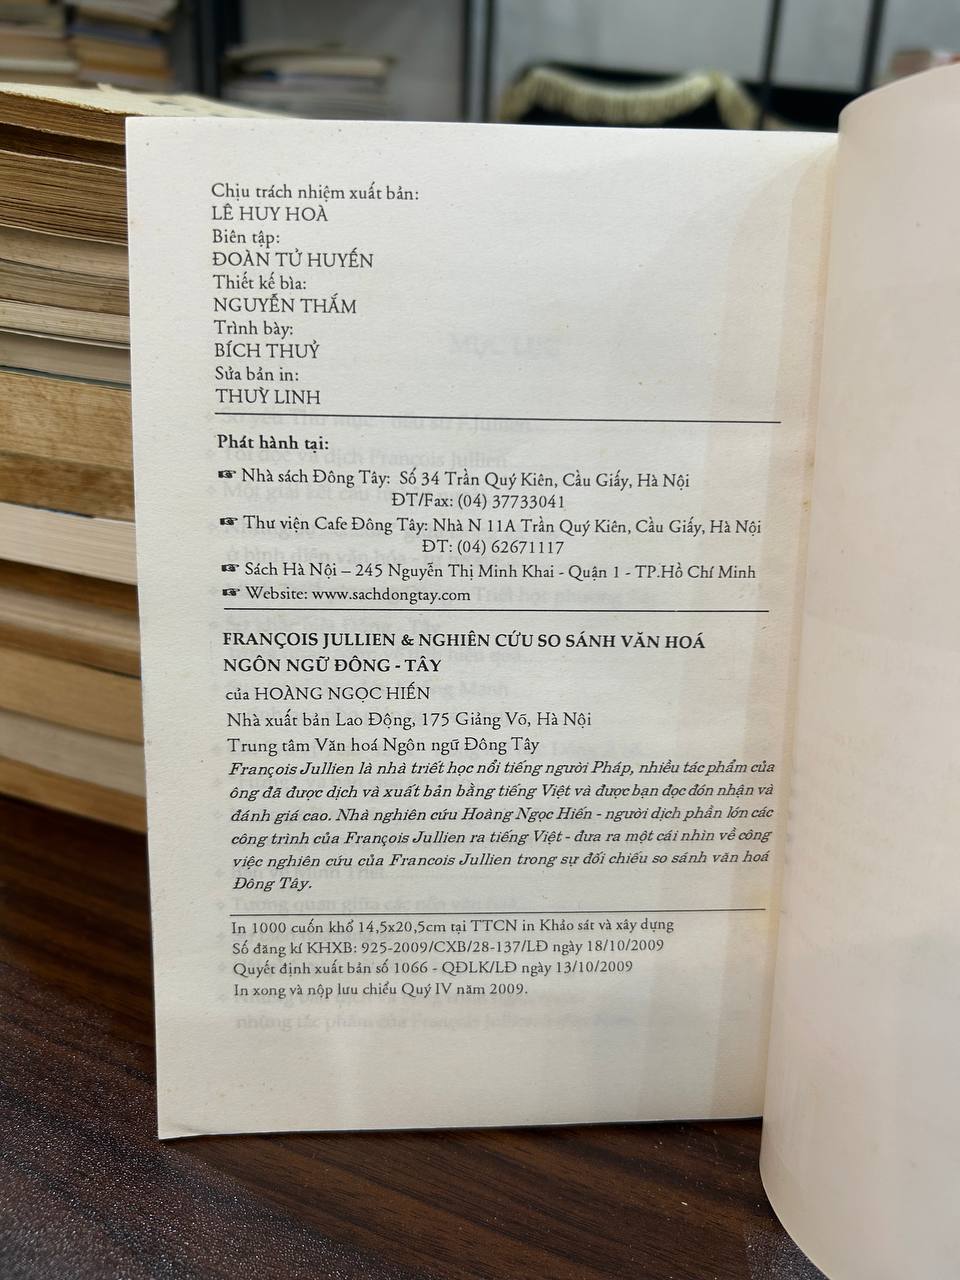 Chịu trách nhiệm xuất bản:
LÊ HUY HOÀ
Biên tập:
ĐOÀN TỬ HUYẾN
Thiết kế bìa:
NGUYỄN THẮM
Trình bày:
BÍCH THUỶ
Sửa bản in:
THUỲ LINH
Phát hành tại:
☞ Nhà sách Đông Tây: Số 34 Trần Quý Kiên, Cầu Giấy, Hà Nội
ĐT/Fax: (04) 37733041
☞ Thư viện Cafe Đông Tây: Nhà N 11A Trần Quý Kiên, Cầu Giấy, Hà Nội
ĐT: (04) 62671117
☞ Sách Hà Nội – 245 Nguyễn Thị Minh Khai - Quận 1 - TP.Hồ Chí Minh
☞ Website: www.sachdongtay.com
FRANÇOIS JULLIEN & NGHIÊN CỨU SO SÁNH VĂN HOÁ
NGÔN NGỮ ĐÔNG - TÂY
của HOÀNG NGỌC HIẾN
Nhà xuất bản Lao Động, 175 Giảng Võ, Hà Nội
Trung tâm Văn hoá Ngôn ngữ Đông Tây
François Jullien là nhà triết học nổi tiếng người Pháp, nhiều tác phẩm của
ông đã được dịch và xuất bản bằng tiếng Việt và được bạn đọc đón nhận và
đánh giá cao. Nhà nghiên cứu Hoàng Ngọc Hiến - người dịch phần lớn các
công trình của François Jullien ra tiếng Việt - đưa ra một cái nhìn về công
việc nghiên cứu của Francois Jullien trong sự đối chiếu so sánh văn hoá
Đông Tây.
In 1000 cuốn khổ 14,5x20,5cm tại TTCN in Khảo sát và xây dựng
Số đăng kí KHXB: 925-2009/CXB/28-137/LĐ ngày 18/10/2009
Quyết định xuất bản số 1066 - QĐLK/LĐ ngày 13/10/2009
In xong và nộp lưu chiểu Quý IV năm 2009.